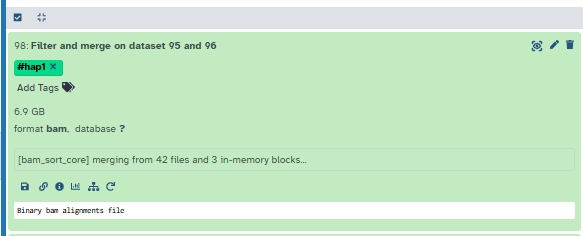 98: Filter and merge on dataset 95 and 96
#hap1 ×
Add Tags
6.9 GB
format bam, database ?
[bam_sort_core] merging from 42 files and 3 in-memory blocks...
Binary bam alignments file